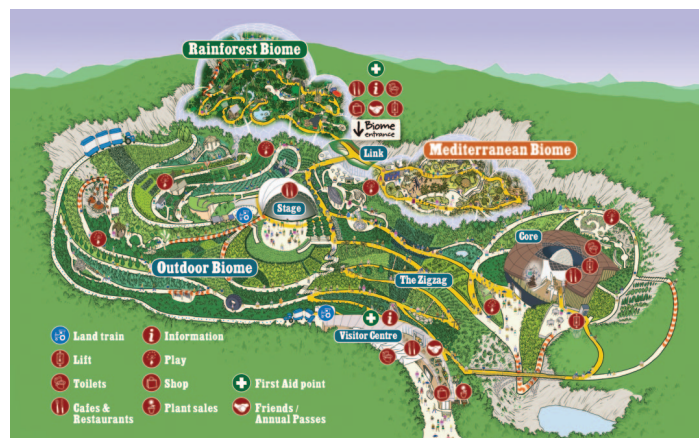 Rainforest Biome
Biome
entrance
Link
Mediterranean Biome
Stage
Core
Outdoor Biome
The Zigzag
Visitor Centre
Land train
Information
Lift
Play
Toilets
Shop
First Aid point
Cafes &
Restaurants
Plant sales
Friends /
Annual Passes